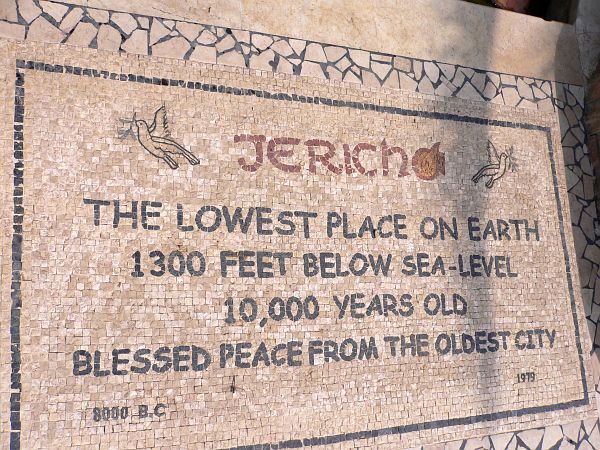 JERICHO
THE LOWEST PLACE ON EARTH
1300 FEET BELOW SEA-LEVEL
10,000 YEARS OLD
BLESSED PEACE FROM THE OLDEST CITY
8000 B.C
1979